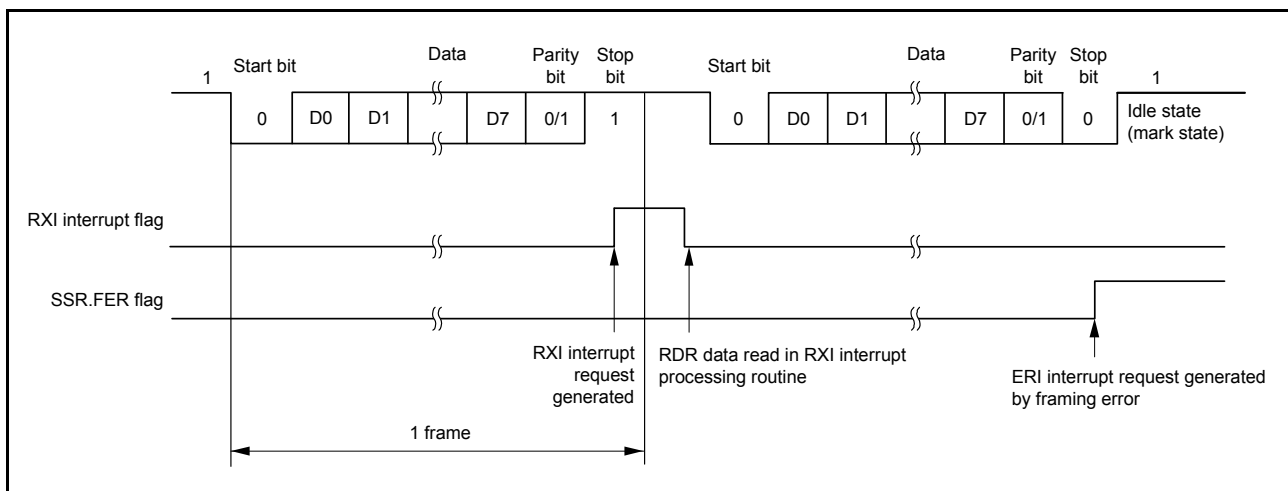 1
Start bit
Data
Parity
bit
Stop
bit
Start bit
Data
Parity
bit
Stop
bit
1
0
D0
D1
D7
0/1
1
0
D0
D1
D7
0/1
0
Idle state
(mark state)
RXI interrupt flag
SSR.FER flag
RXI interrupt
request
generated
RDR data read in RXI interrupt
processing routine
ERI interrupt request generated
by framing error
1 frame